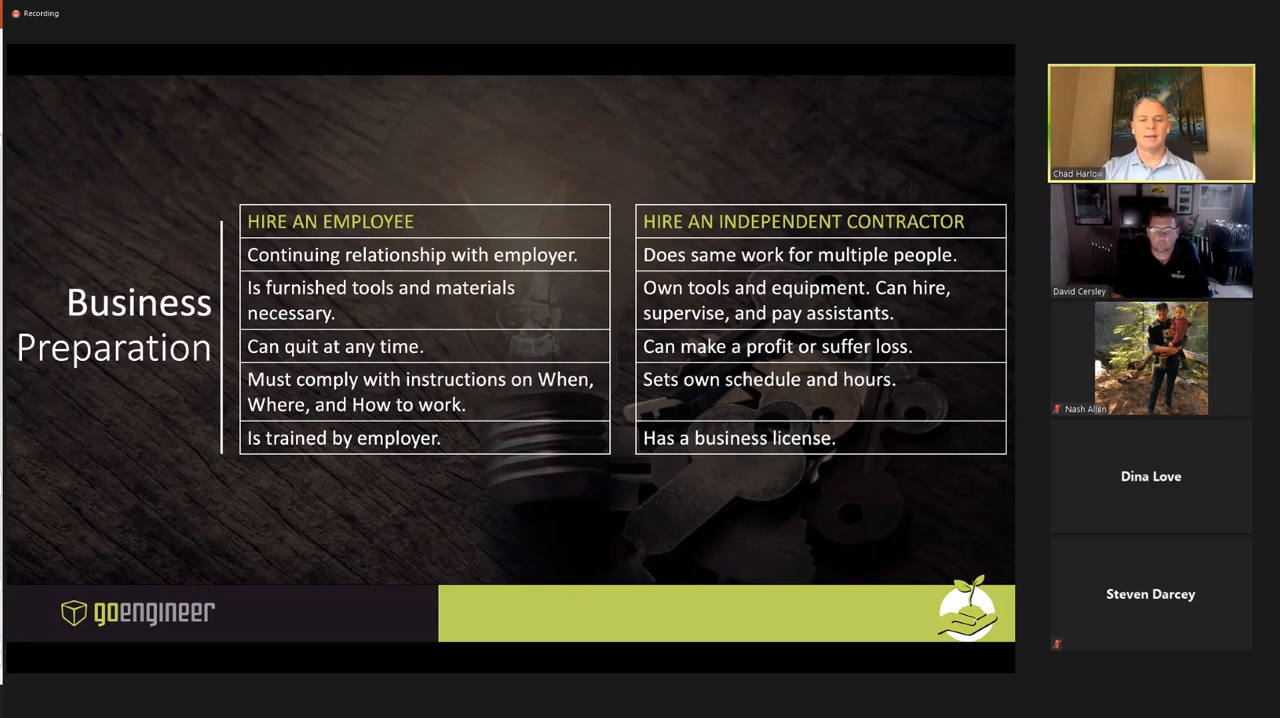 Recording
Business
Preparation
HIRE AN EMPLOYEE
Continuing relationship with employer.
Is furnished tools and materials
necessary.
Can quit at any time.
Must comply with instructions on When,
Where, and How to work.
Is trained by employer.
HIRE AN INDEPENDENT CONTRACTOR
Does same work for multiple people.
Own tools and equipment. Can hire,
supervise, and pay assistants.
Can make a profit or suffer loss.
Sets own schedule and hours.
Has a business license.
goengineer
Chad Harlow
David Cersley
Nash Allen
Dina Love
Steven Darcey